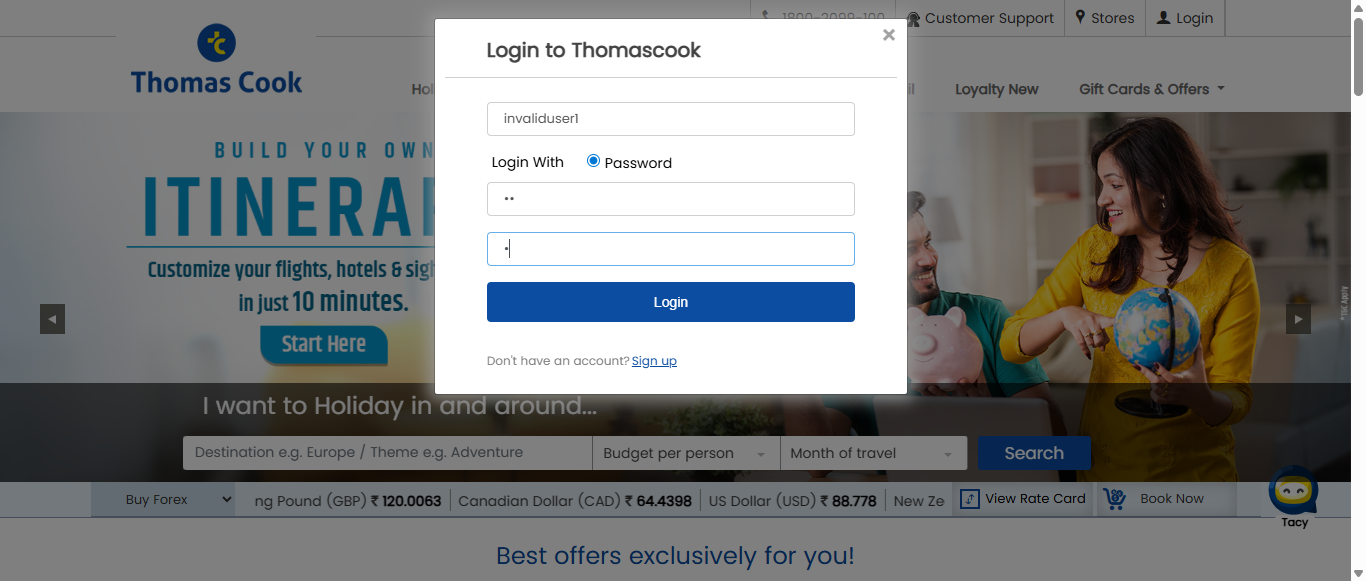 1800-2099-100
Customer Support
Stores
Login
Thomas Cook
Loyalty New
Gift Cards & Offers
Login to Thomascook
invaliduser1
Login With
Password
Login
Don't have an account? Sign up
BUILD YOUR OWN
Customize your flights, hotels &
in just 10 minutes.
Start Here
*T&C Apply
I want to Holiday in and around...
Destination e.g. Europe / Theme e.g. Adventure
Budget per person
Month of travel
Search
Buy Forex
ng Pound (GBP) ₹ 120.0063
Canadian Dollar (CAD) ₹ 64.4398
US Dollar (USD) ₹ 88.778
New Ze
View Rate Card
Book Now
Tacy
Best offers exclusively for you!